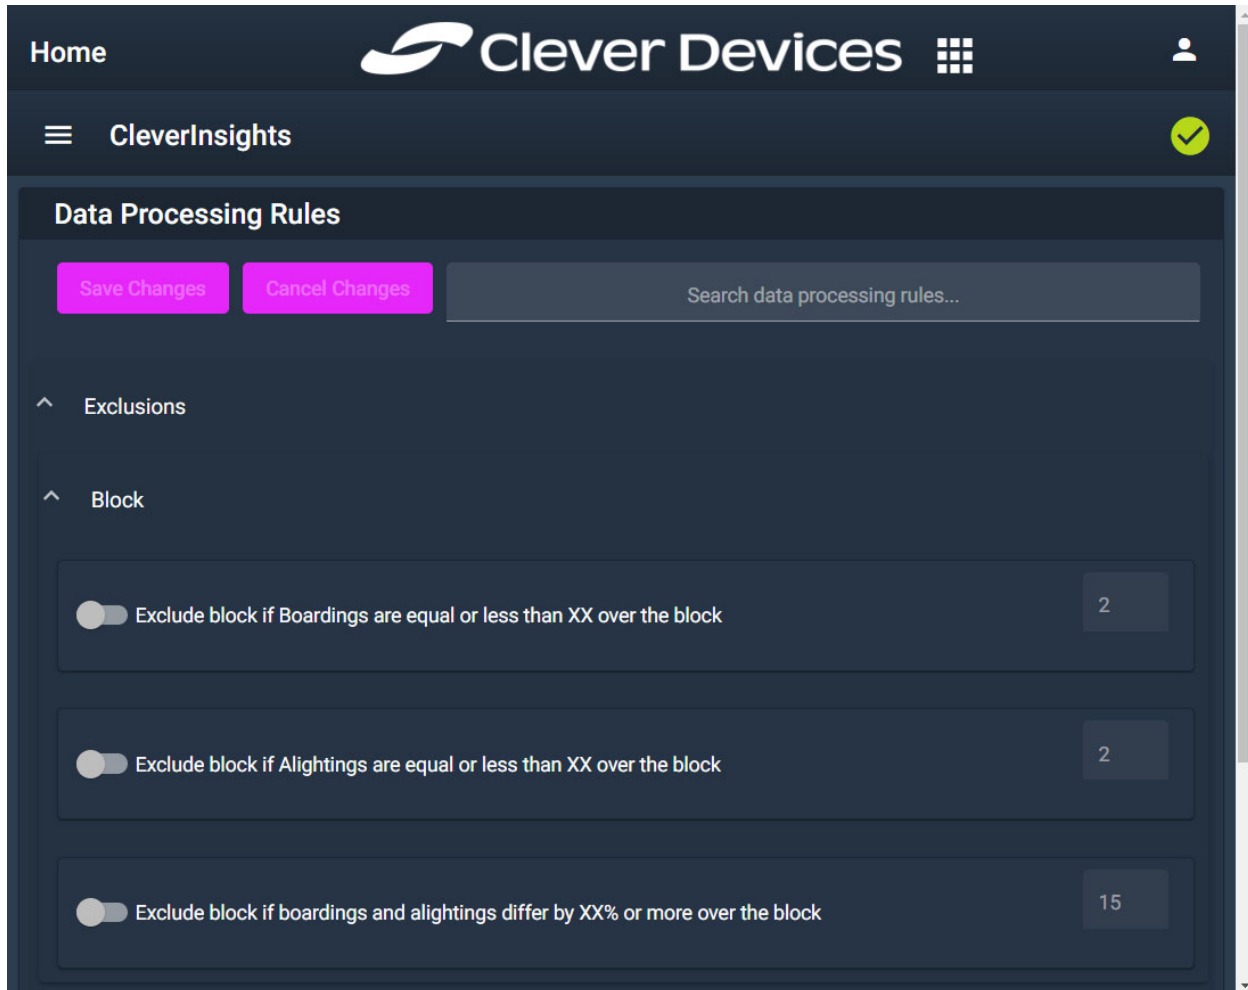 Home
Clever Devices
CleverInsights
Data Processing Rules
Save Changes
Cancel Changes
Search data processing rules...
Exclusions
Block
Exclude block if Boardings are equal or less than XX over the block
2
Exclude block if Alightings are equal or less than XX over the block
2
Exclude block if boardings and alightings differ by XX% or more over the block
15